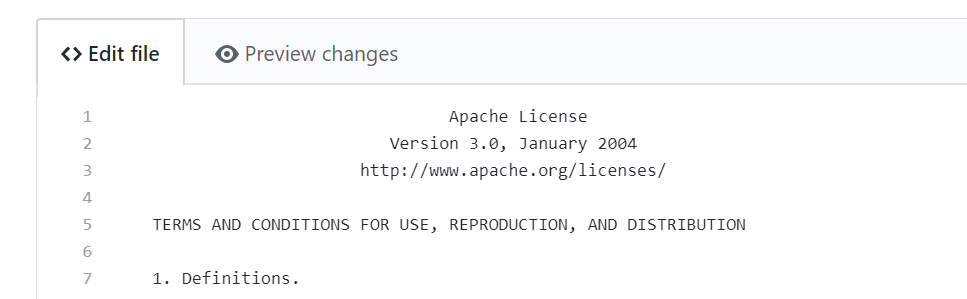 <> Edit file Preview changes
1 Apache License
2 Version 3.0, January 2004
3 http://www.apache.org/licenses/
4
5 TERMS AND CONDITIONS FOR USE, REPRODUCTION, AND DISTRIBUTION
6
7 1. Definitions.